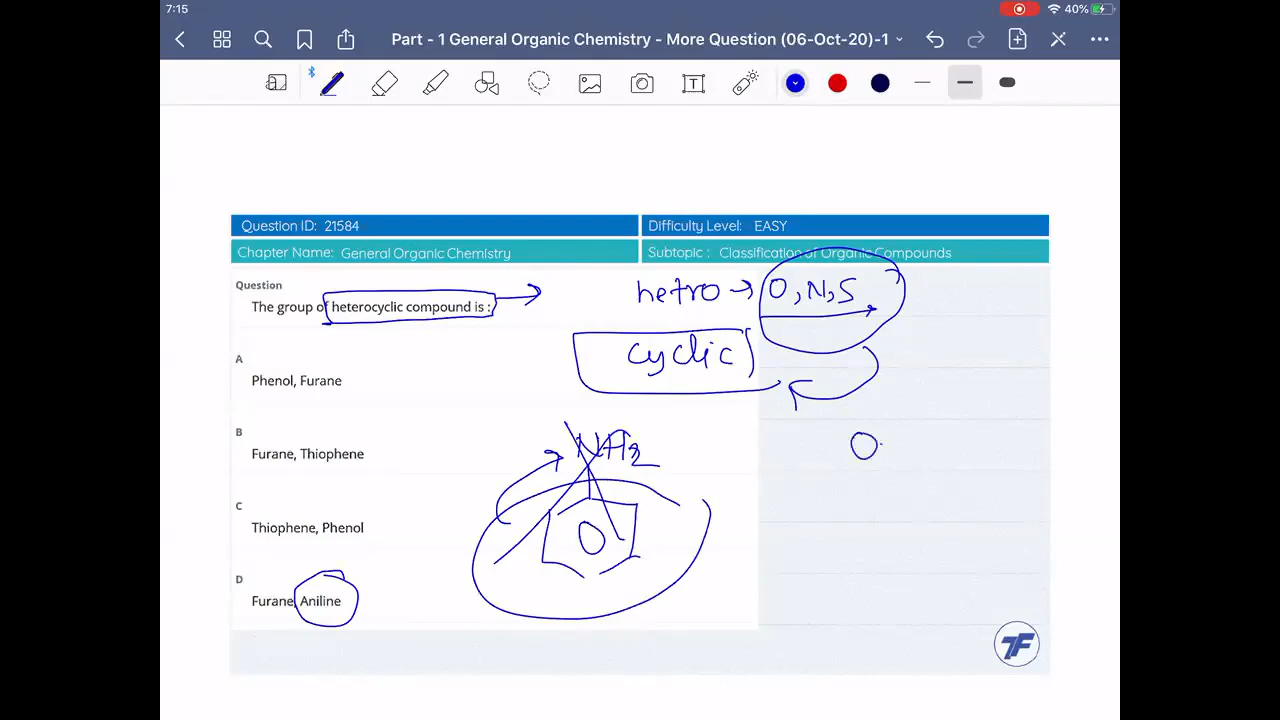 7:15
40%
Part - 1 General Organic Chemistry - More Question (06-Oct-20)-1
T
Question ID: 21584
Difficulty Level: EASY
Chapter Name: General Organic Chemistry
Subtopic : Classification of Organic Compounds
Question
The group of heterocyclic compound is :
hetro → O, N, S
cyclic
A
Phenol, Furane
B
Furane, Thiophene
NH2
O
C
Thiophene, Phenol
D
Furane, Aniline
TF